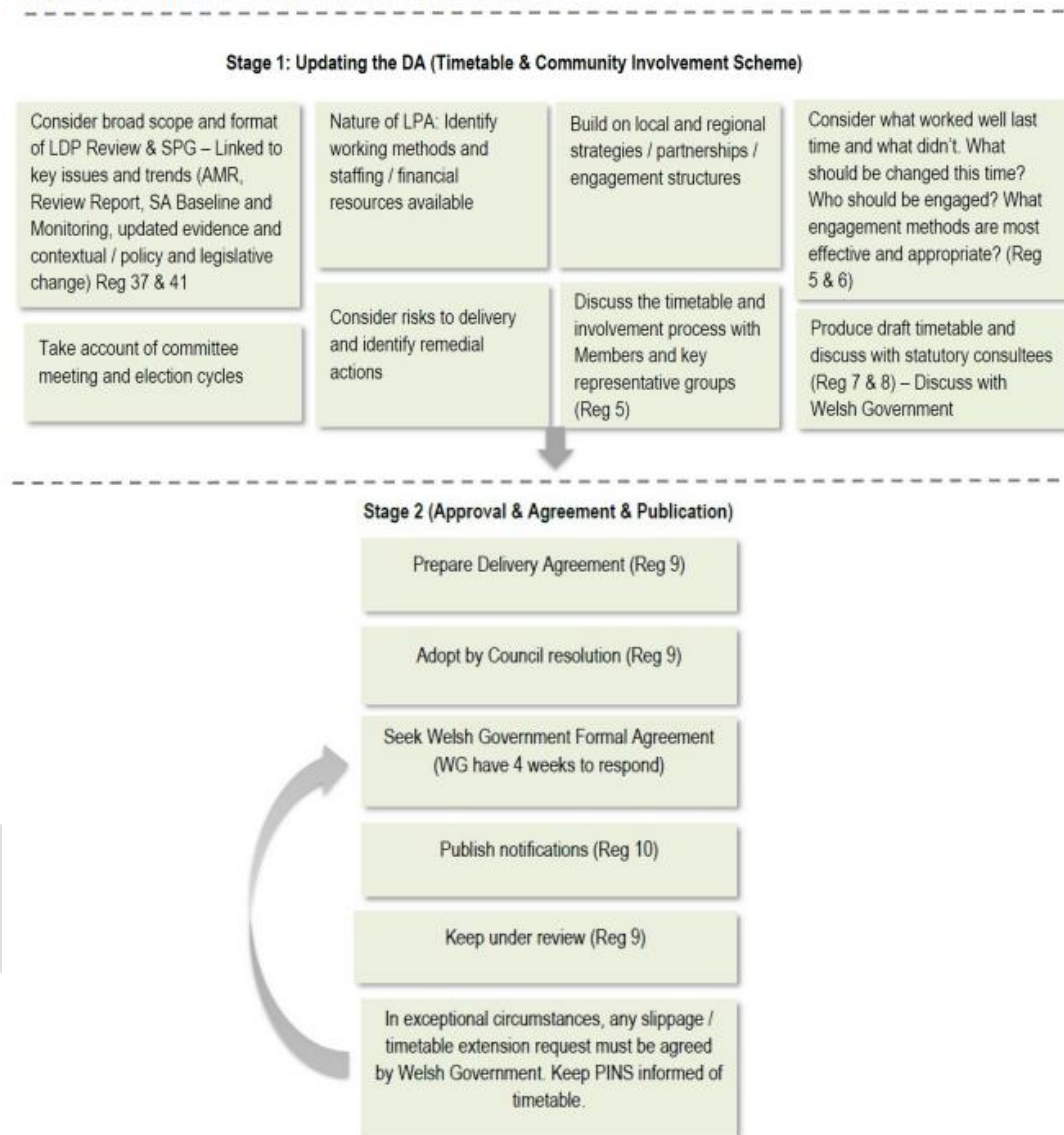 Stage 1: Updating the DA (Timetable & Community Involvement Scheme)
Consider broad scope and format
of LDP Review & SPG – Linked to
key issues and trends (AMR,
Review Report, SA Baseline and
Monitoring, updated evidence and
contextual / policy and legislative
change) Reg 37 & 41
Nature of LPA: Identify
working methods and
staffing / financial
resources available
Build on local and regional
strategies / partnerships /
engagement structures
Consider what worked well last
time and what didn't. What
should be changed this time?
Who should be engaged? What
engagement methods are most
effective and appropriate? (Reg
5 & 6)
Take account of committee
meeting and election cycles
Consider risks to delivery
and identify remedial
actions
Discuss the timetable and
involvement process with
Members and key
representative groups
(Reg 5)
Produce draft timetable and
discuss with statutory consultees
(Reg 7 & 8) – Discuss with
Welsh Government
Stage 2 (Approval & Agreement & Publication)
Prepare Delivery Agreement (Reg 9)
Adopt by Council resolution (Reg 9)
Seek Welsh Government Formal Agreement
(WG have 4 weeks to respond)
Publish notifications (Reg 10)
Keep under review (Reg 9)
In exceptional circumstances, any slippage /
timetable extension request must be agreed
by Welsh Government. Keep PINS informed of
timetable.